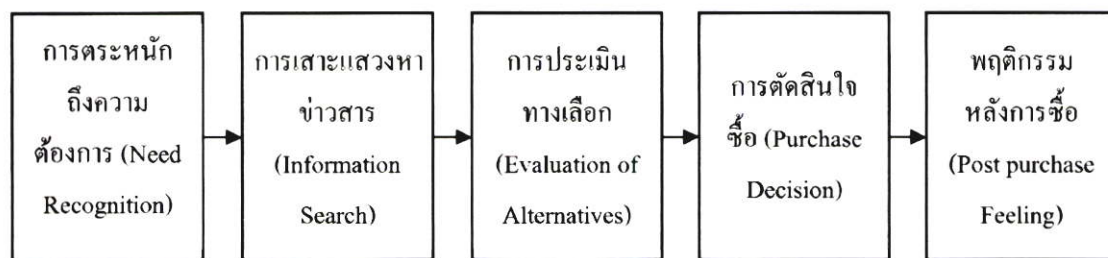 การตระหนัก
ถึงความ
ต้องการ (Need
Recognition)
การเสาะแสวงหา
ข่าวสาร
(Information
Search)
การประเมิน
ทางเลือก
(Evaluation of
Alternatives)
การตัดสินใจ
ซื้อ (Purchase
Decision)
พฤติกรรม
หลังการซื้อ
(Post purchase
Feeling)